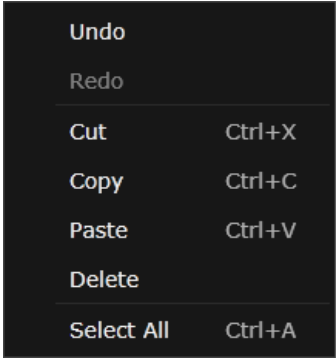 Undo
Redo
Cut Ctrl+X
Copy Ctrl+C
Paste Ctrl+V
Delete
Select All Ctrl+A